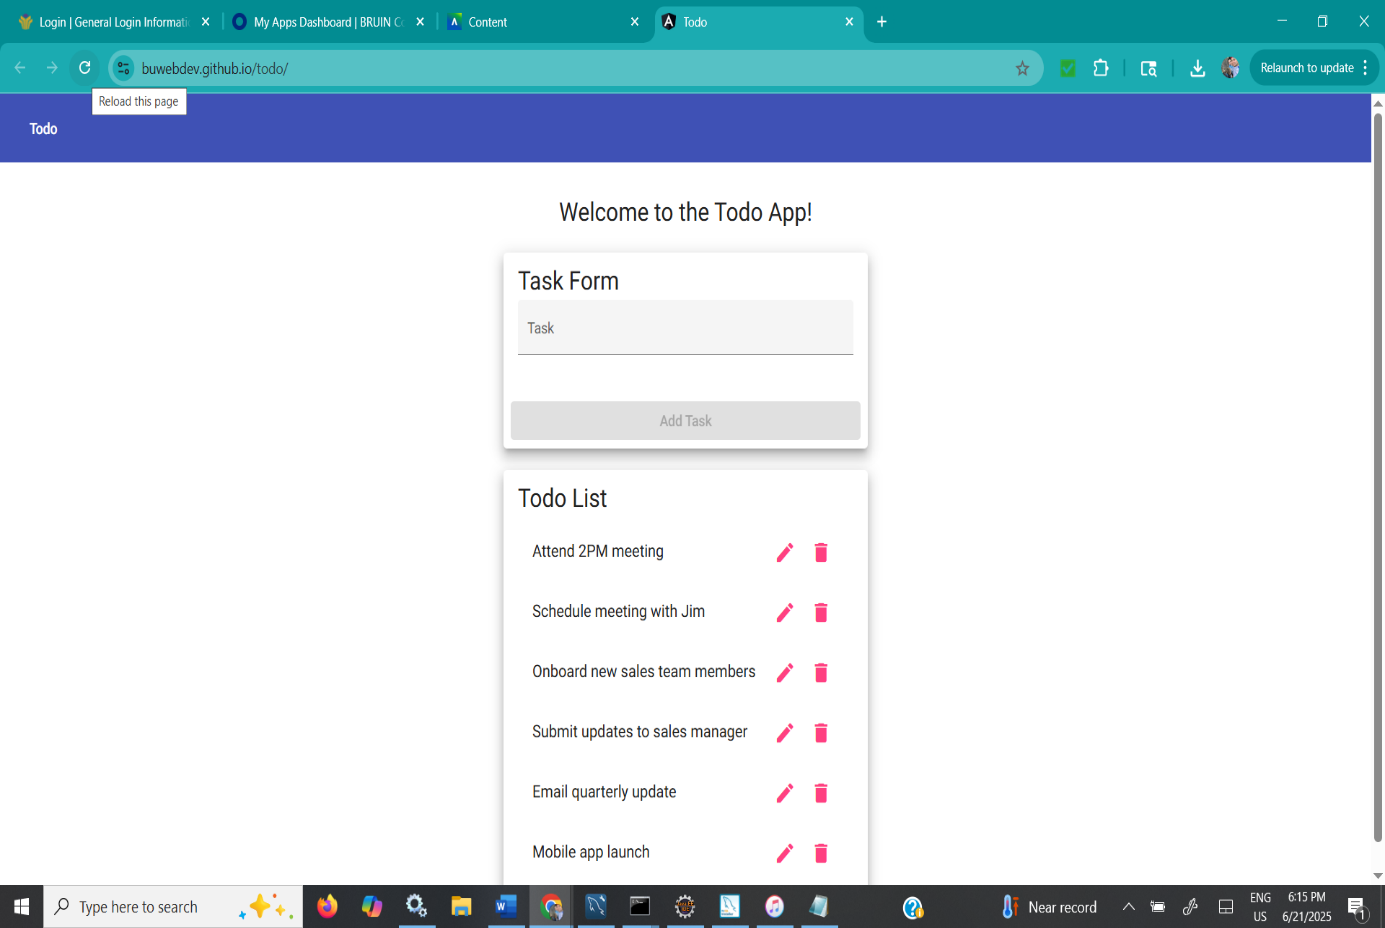 Login | General Login Informati
My Apps Dashboard | BRUIN C
Content
Todo
buwebdev.github.io/todo/
Relaunch to update
Reload this page
Todo
Welcome to the Todo App!
Task Form
Task
Add Task
Todo List
Attend 2PM meeting
Schedule meeting with Jim
Onboard new sales team members
Submit updates to sales manager
Email quarterly update
Mobile app launch
Type here to search
Near record
ENG
US
6:15 PM
6/21/2025
1